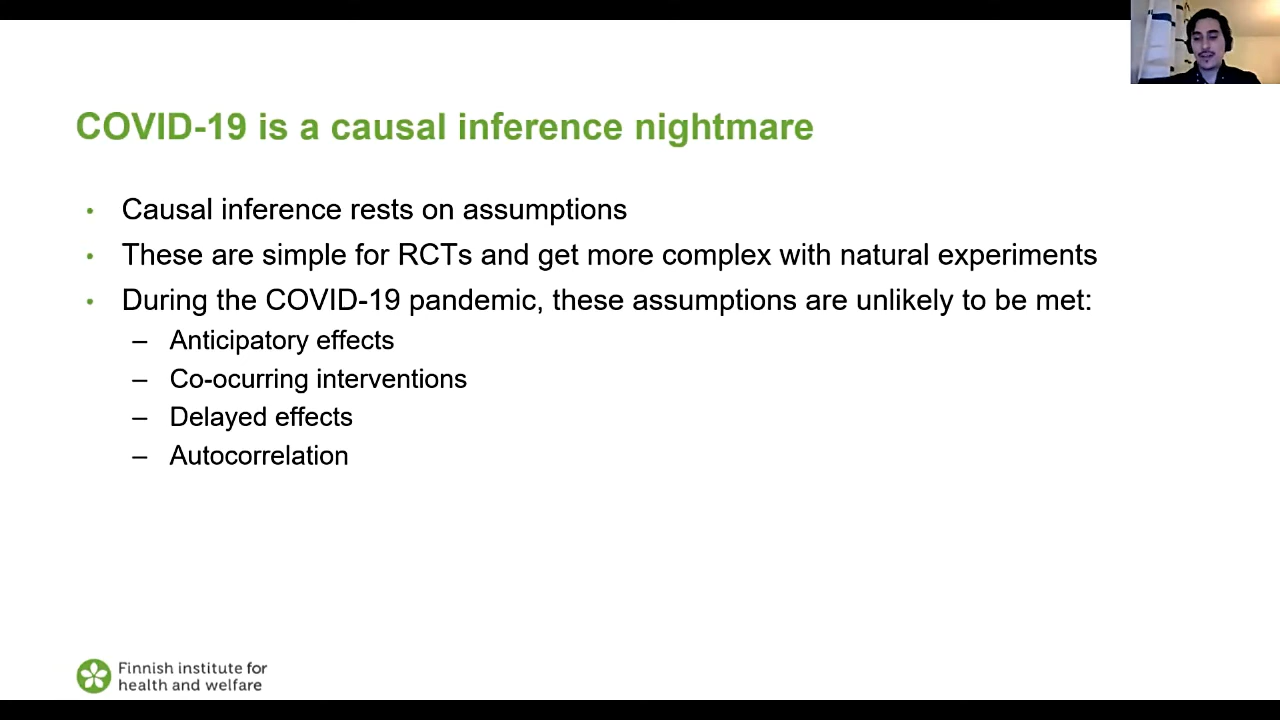 COVID-19 is a causal inference nightmare
• Causal inference rests on assumptions
• These are simple for RCTs and get more complex with natural experiments
• During the COVID-19 pandemic, these assumptions are unlikely to be met:
– Anticipatory effects
– Co-ocurring interventions
– Delayed effects
– Autocorrelation
Finnish institute for
health and welfare